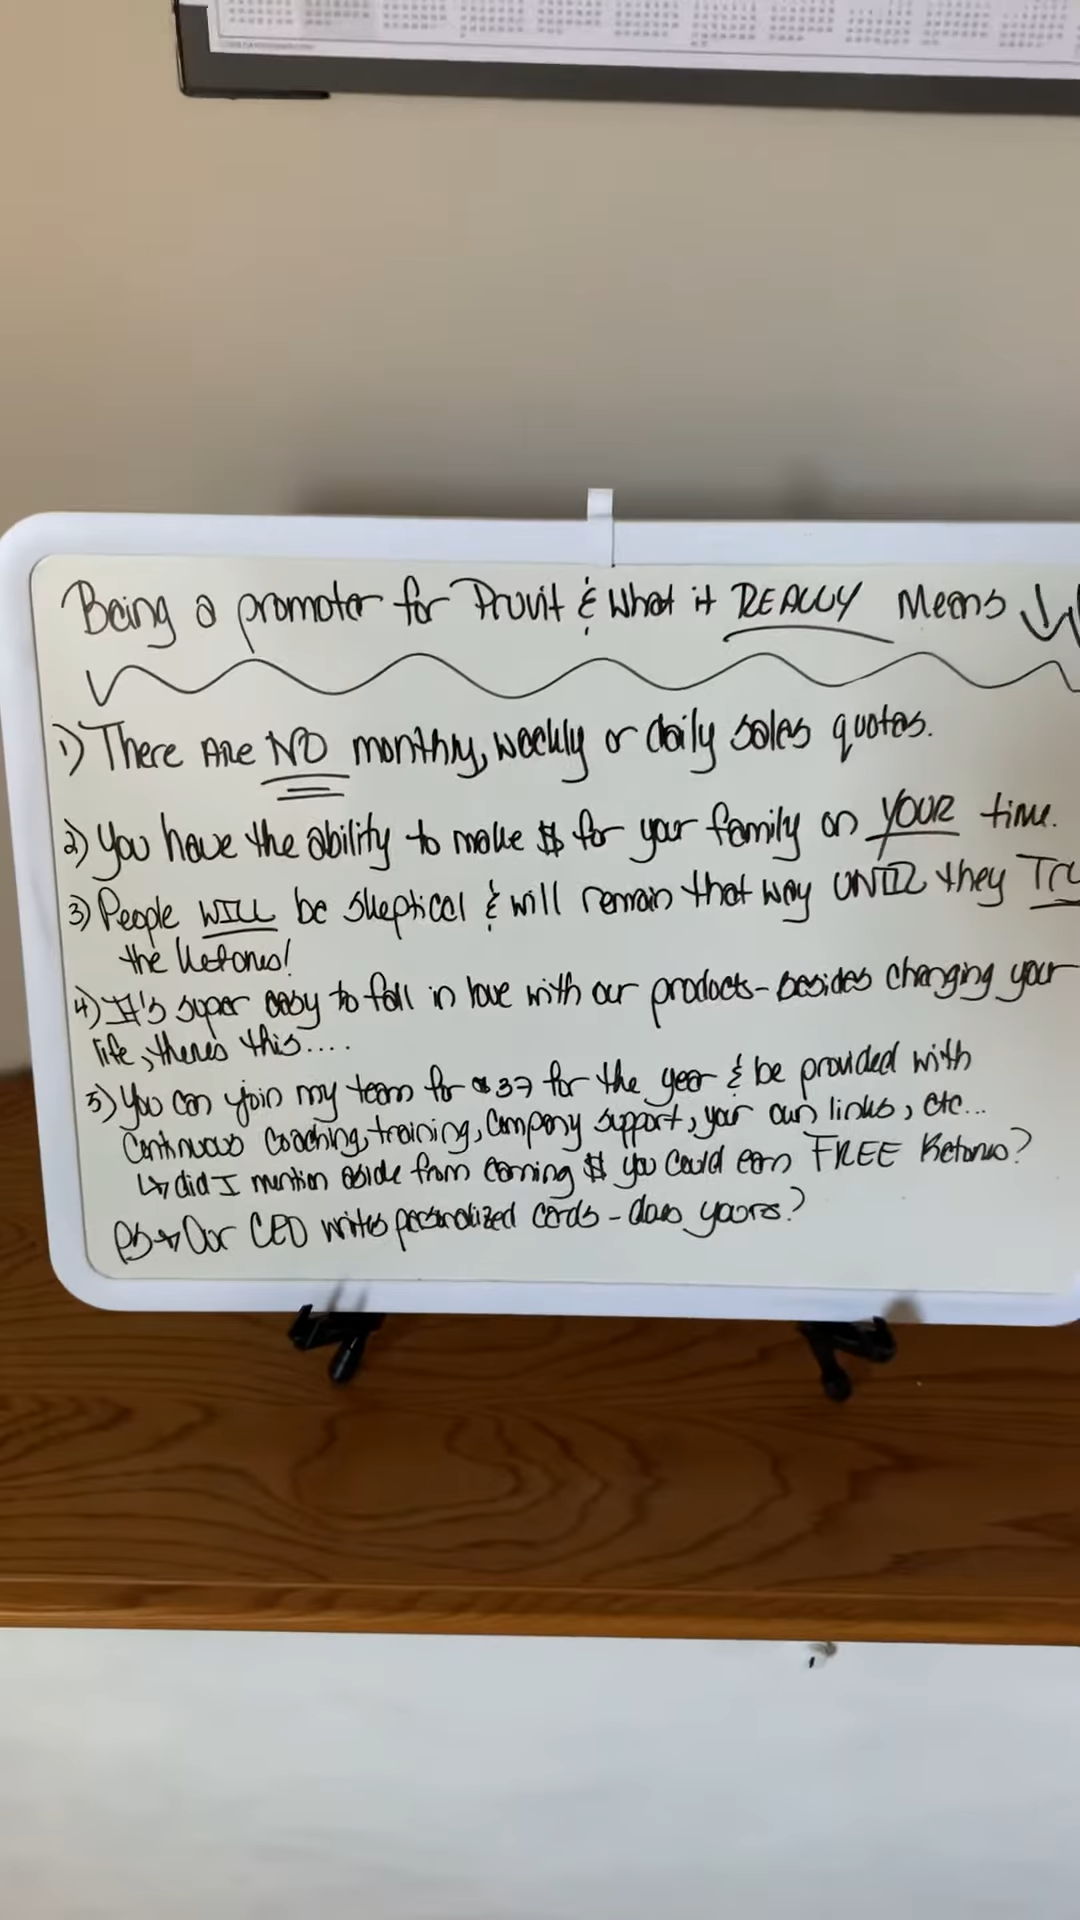 Being a promoter for Pruvit & what it REALLY Means ↓↓
1) There Are NO monthly, weekly or daily sales quotas.
2) You have the ability to make $ for your family on YOUR time.
3) People WILL be skeptical & will remain that way UNTIL they Try
the Ketones!
4) It's super easy to fall in love with our products - besides changing your
life, theres this....
5) You can join my team for $37 for the year & be provided with
Continuous Coaching, training, Company support, your own links, etc...
↳ did I mention aside from earning $ you could earn FREE Ketones?
PS → Our CEO writes personalized cards - does yours?